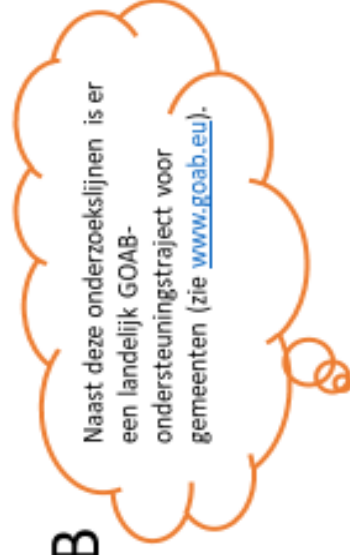 B
Naast deze onderzoekslijnen is er
een landelijk GOAB-
ondersteuningstraject voor
gemeenten (zie www.goab.eu).